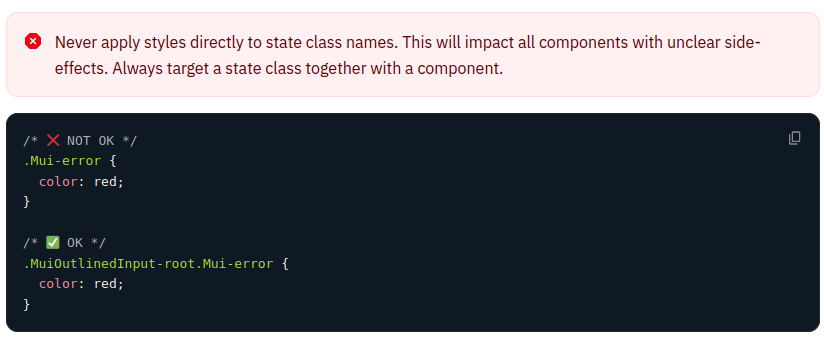 Never apply styles directly to state class names. This will impact all components with unclear side-
effects. Always target a state class together with a component.
/* ❌ NOT OK */
.Mui-error {
  color: red;
}
/* ✅ OK */
.MuiOutlinedInput-root.Mui-error {
  color: red;
}